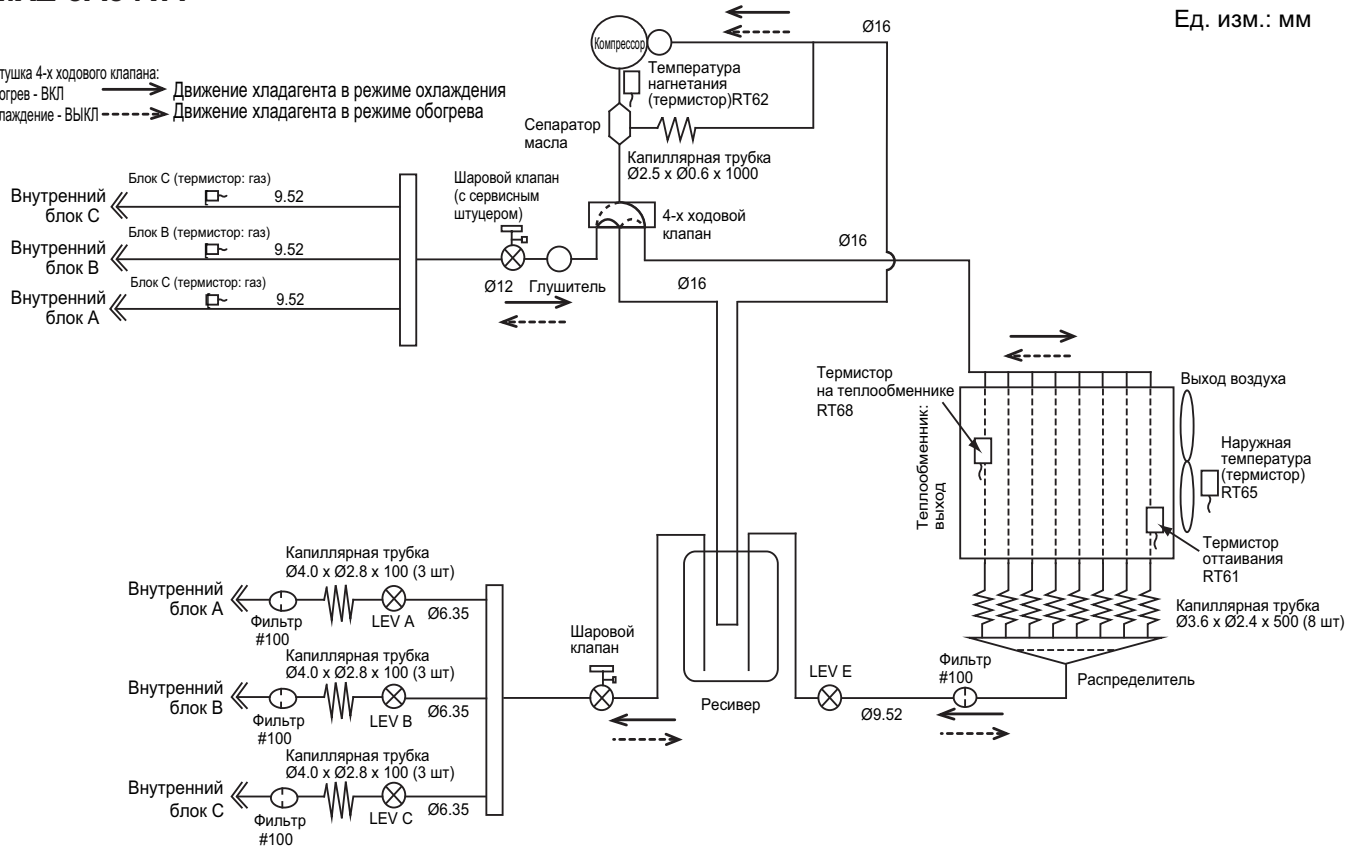 Ед. изм.: мм
4-х ходового клапана:
- ВКЛ
Движение хладагента в режиме охлаждения
- ВЫКЛ
Движение хладагента в режиме обогрева
Компрессор
Ø16
Температура
нагнетания
(термистор)RT62
Сепаратор
масла
Капиллярная трубка
Ø2.5 x Ø0.6 x 1000
4-х ходовой
клапан
Шаровой клапан
(с сервисным
штуцером)
Внутренний
блок C
Блок C (термистор: газ)
9.52
Внутренний
блок B
Блок B (термистор: газ)
9.52
Внутренний
блок A
Блок C (термистор: газ)
9.52
Ø12
Глушитель
Ø16
Ø16
Термистор
на теплообменнике
RT68
Теплообменник:
выход
Выход воздуха
Наружная
температура
(термистор)
RT65
Термистор
оттаивания
RT61
Капиллярная трубка
Ø3.6 x Ø2.4 x 500 (8 шт)
Распределитель
Фильтр
#100
Ø9.52
LEV E
Ресивер
Шаровой
клапан
Внутренний
блок A
Фильтр
#100
Капиллярная трубка
Ø4.0 x Ø2.8 x 100 (3 шт)
LEV A
Ø6.35
Внутренний
блок B
Фильтр
#100
Капиллярная трубка
Ø4.0 x Ø2.8 x 100 (3 шт)
LEV B
Ø6.35
Внутренний
блок C
Фильтр
#100
Капиллярная трубка
Ø4.0 x Ø2.8 x 100 (3 шт)
LEV C
Ø6.35